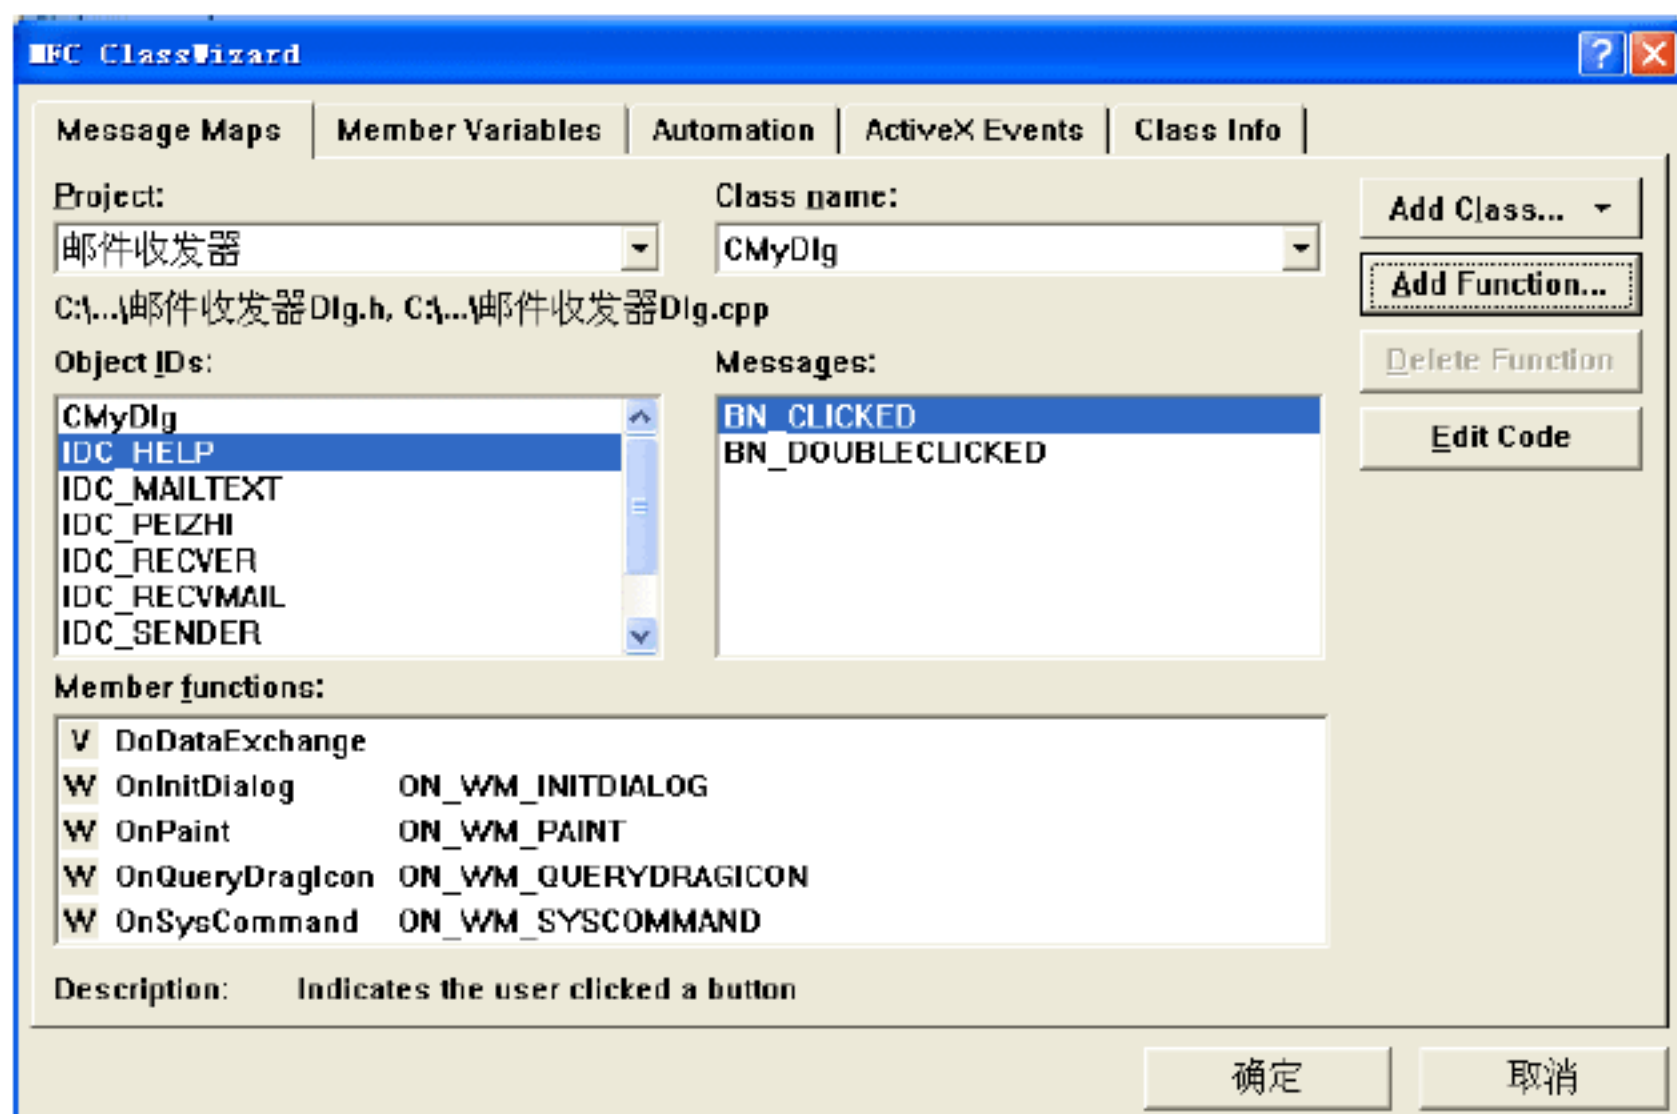 MFC ClassWizard
Message Maps Member Variables Automation ActiveX Events Class Info
Project: Class name:
邮件收发器 CMyDlg
Add Class...
Add Function...
C:\...\邮件收发器Dlg.h, C:\...\邮件收发器Dlg.cpp
Delete Function
Edit Code
Object IDs: Messages:
CMyDlg BN_CLICKED
IDC_HELP BN_DOUBLECLICKED
IDC_MAILTEXT
IDC_PEIZHI
IDC_RECVER
IDC_RECVMAIL
IDC_SENDER
Member functions:
V DoDataExchange
W OnInitDialog ON_WM_INITDIALOG
W OnPaint ON_WM_PAINT
W OnQueryDragIcon ON_WM_QUERYDRAGICON
W OnSysCommand ON_WM_SYSCOMMAND
Description: Indicates the user clicked a button
确定 取消